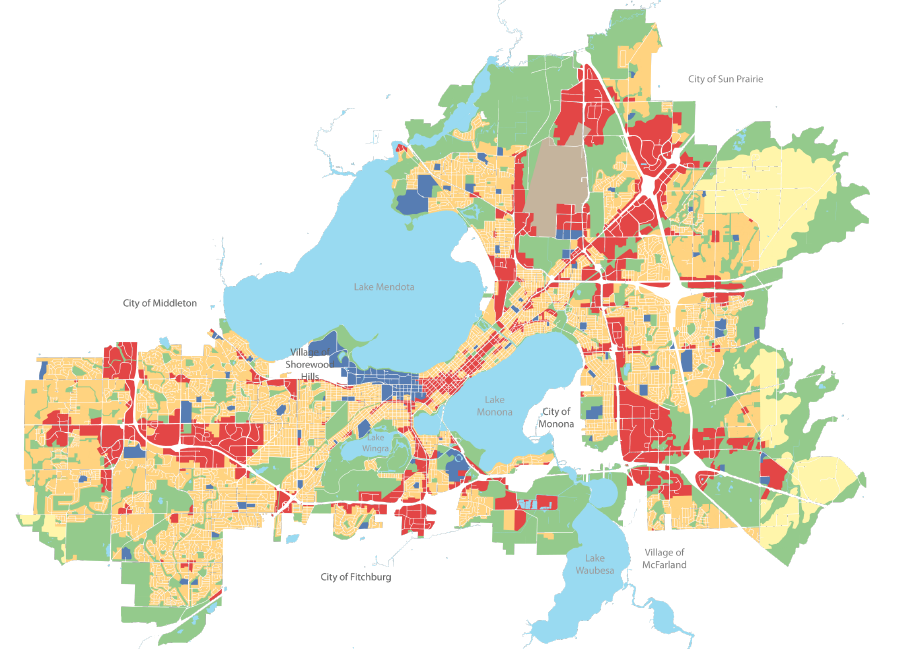 City of Sun Prairie
Lake Mendota
City of Middleton
Village of
Shorewood
Hills
Lake
Monona
City of
Monona
Lake
Wingra
Lake
Waubesa
Village of
McFarland
City of Fitchburg